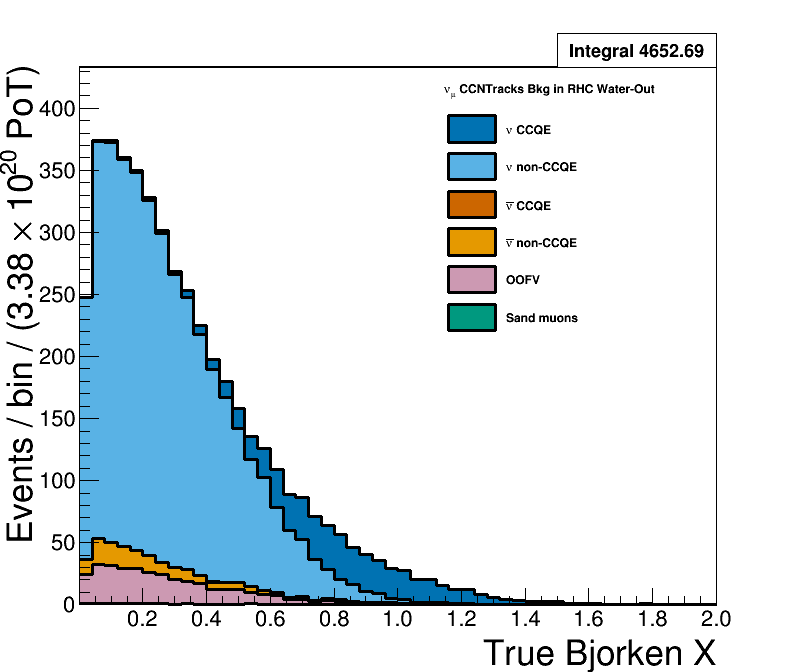 Integral 4652.69
ν_μ CCNTracks Bkg in RHC Water-Out
ν CCQE
ν non-CCQE
ν̅ CCQE
ν̅ non-CCQE
OOFV
Sand muons
Events / bin / (3.38 × 10²⁰ PoT)
400
350
300
250
200
150
100
50
0
0.2 0.4 0.6 0.8 1.0 1.2 1.4 1.6 1.8 2.0
True Bjorken X